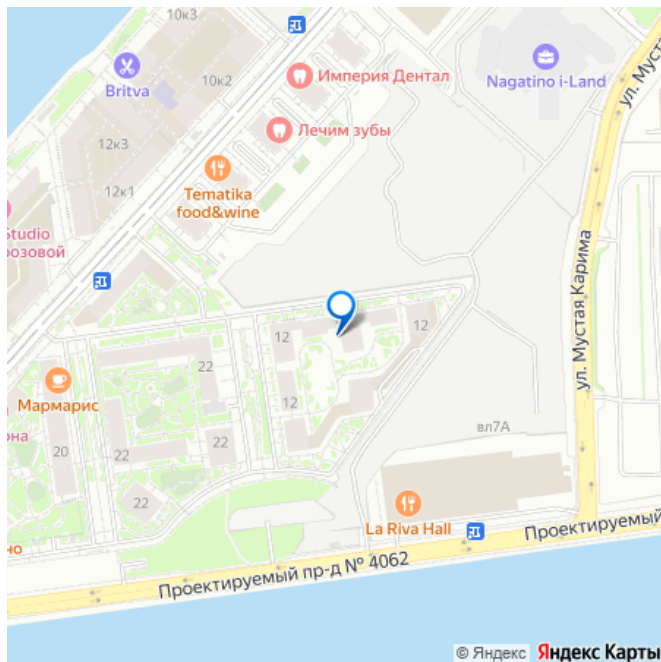 10к3
10к2
Britva
Империя Дентал
Nagatino i-Land
ул. Муста
12к3
Лечим зубы
12к1
Tematika
food&wine
Studio
розовой
ул. Мустая Карима
12
12
22
Мармарис
12
она
20
22
22
22
вл7А
La Riva Hall
но
Проектируемый
Проектируемый пр-д № 4062
© Яндекс Яндекс Карты